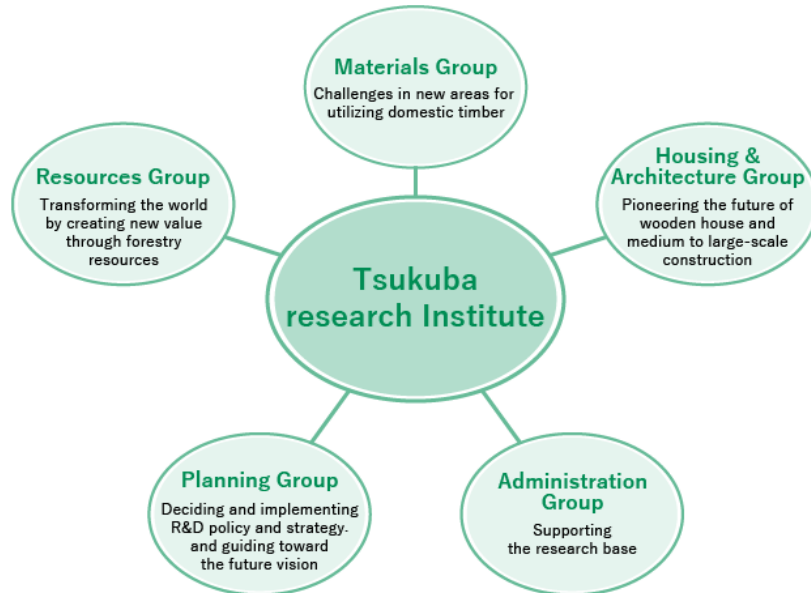 Materials Group
Challenges in new areas for
utilizing domestic timber
Resources Group
Transforming the world
by creating new value
through forestry
resources
Housing &
Architecture Group
Pioneering the future of
wooden house and
medium to large-scale
construction
Tsukuba
research Institute
Planning Group
Deciding and implementing
R&D policy and strategy.
and guiding toward
the future vision
Administration
Group
Supporting
the research base